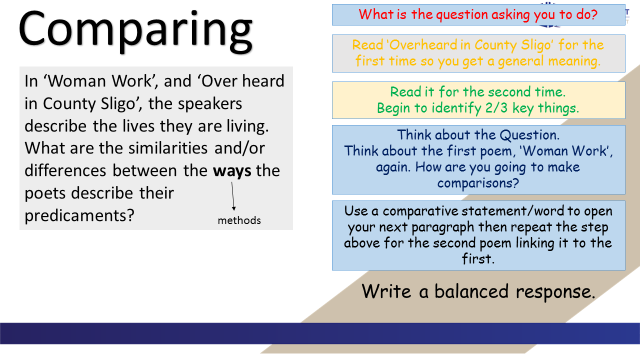 Comparing
In ‘Woman Work’, and ‘Over heard
in County Sligo’, the speakers
describe the lives they are living.
What are the similarities and/or
differences between the ways the
poets describe their
predicaments?
methods
What is the question asking you to do?
Read ‘Overheard in County Sligo’ for the
first time so you get a general meaning.
Read it for the second time.
Begin to identify 2/3 key things.
Think about the Question.
Think about the first poem, ‘Woman Work’,
again. How are you going to make
comparisons?
Use a comparative statement/word to open
your next paragraph then repeat the step
above for the second poem linking it to the
first.
Write a balanced response.